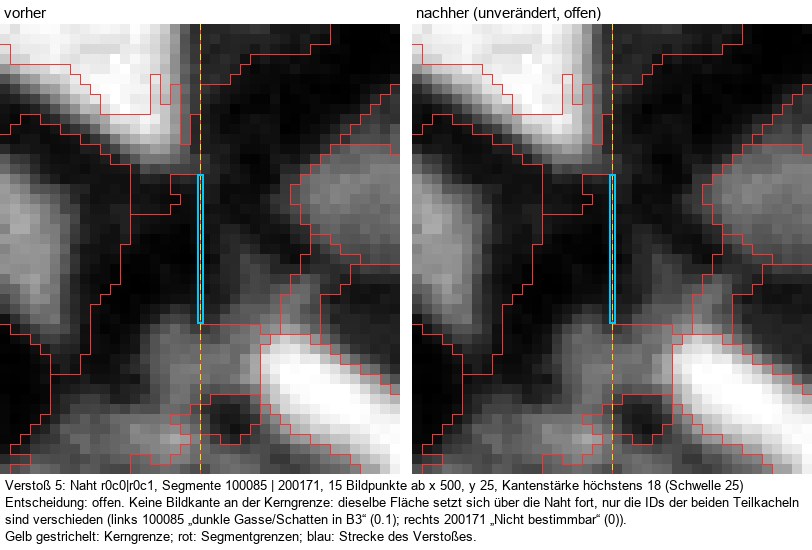 vorher
nachher (unverändert, offen)
Verstoß 5: Naht r0c0|r0c1, Segmente 100085 | 200171, 15 Bildpunkte ab x 500, y 25, Kantenstärke höchstens 18 (Schwelle 25)
Entscheidung: offen. Keine Bildkante an der Kerngrenze: dieselbe Fläche setzt sich über die Naht fort, nur die IDs der beiden Teilkacheln
sind verschieden (links 100085 „dunkle Gasse/Schatten in B3“ (0.1); rechts 200171 „Nicht bestimmbar“ (0)).
Gelb gestrichelt: Kerngrenze; rot: Segmentgrenzen; blau: Strecke des Verstoßes.